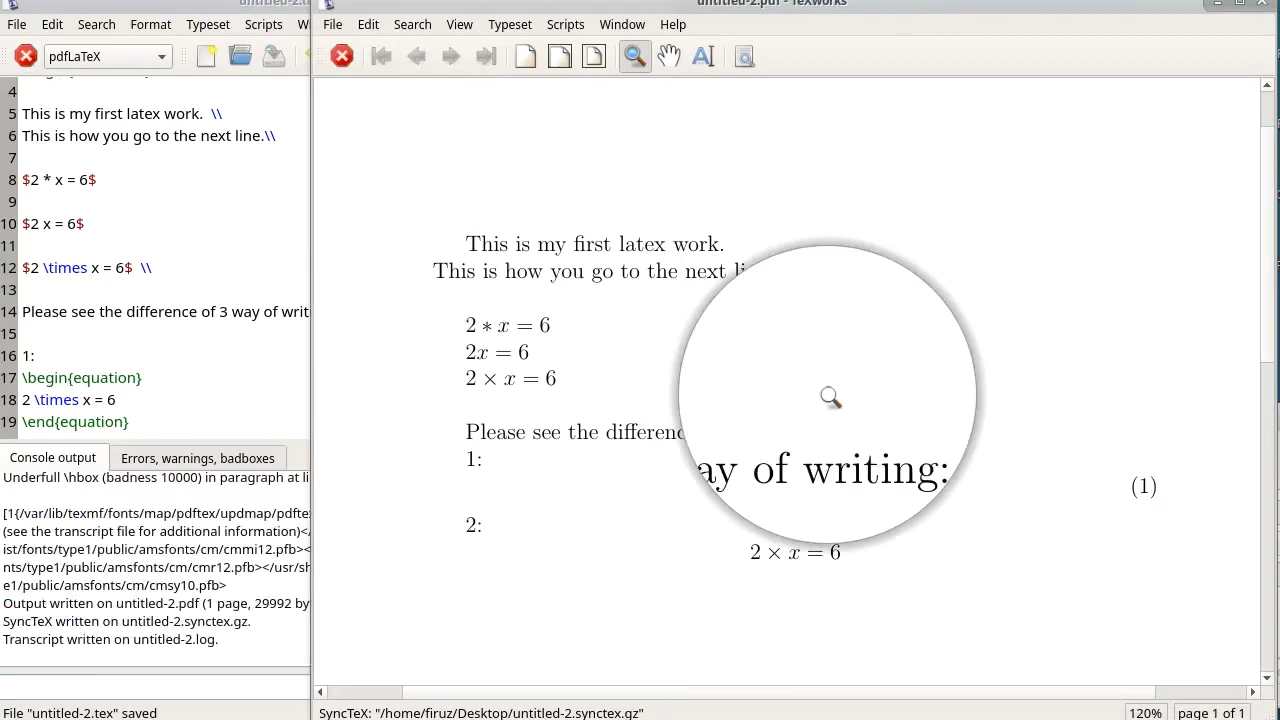 untitled-2.te
File Edit Search Format Typeset Scripts Wi
pdfLaTeX
4
5 This is my first latex work. \\
6 This is how you go to the next line.\\
7
8 $2 * x = 6$
9
10 $2 x = 6$
11
12 $2 \times x = 6$ \\
13
14 Please see the difference of 3 way of writ
15
16 1:
17 \begin{equation}
18 2 \times x = 6
19 \end{equation}
Console output Errors, warnings, badboxes
Underfull \hbox (badness 10000) in paragraph at li
[1{/var/lib/texmf/fonts/map/pdftex/updmap/pdfte
(see the transcript file for additional information)</
ist/fonts/type1/public/amsfonts/cm/cmmi12.pfb><
nts/type1/public/amsfonts/cm/cmr12.pfb></usr/sh
e1/public/amsfonts/cm/cmsy10.pfb>
Output written on untitled-2.pdf (1 page, 29992 by
SyncTeX written on untitled-2.synctex.gz.
Transcript written on untitled-2.log.
File "untitled-2.tex" saved
untitled-2.pdf - TeXworks
File Edit Search View Typeset Scripts Window Help
This is my first latex work.
This is how you go to the next li
2 ∗ x = 6
2x = 6
2 × x = 6
Please see the differenc
ay of writing:
1:
(1)
2:
2 × x = 6
SyncTeX: "/home/firuz/Desktop/untitled-2.synctex.gz" 120% page 1 of 1